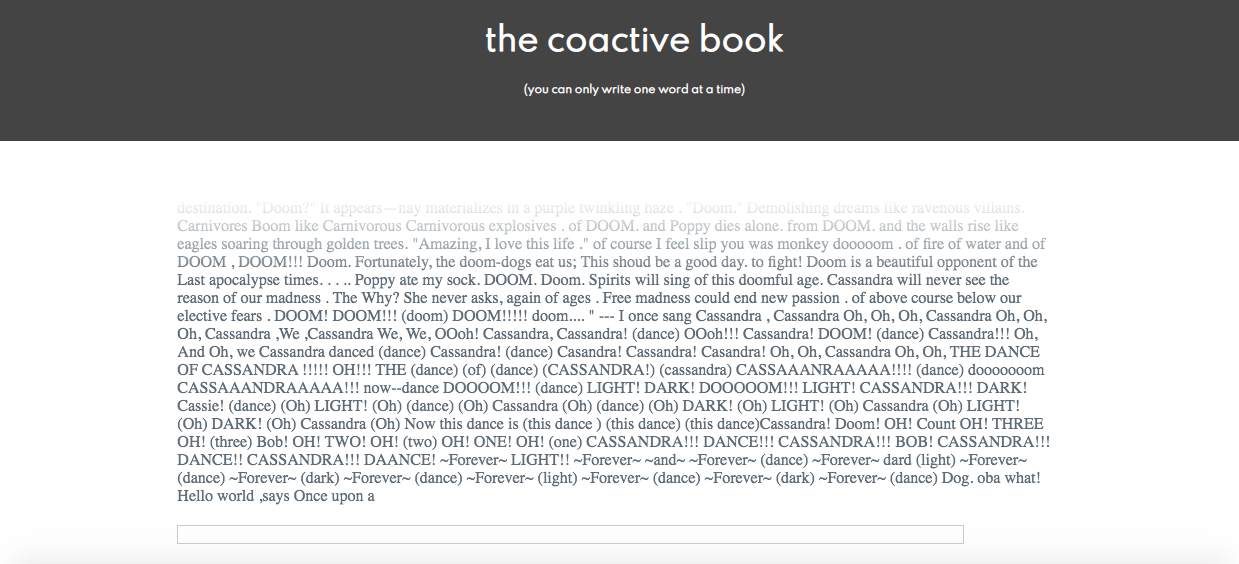 the coactive book
(you can only write one word at a time)
destination. "Doom?" It appears—nay materializes in a purple twinkling haze . "Doom." Demolishing dreams like ravenous villains.
Carnivores Boom like Carnivorous Carnivorous explosives . of DOOM. and Poppy dies alone. from DOOM. and the walls rise like
eagles soaring through golden trees. "Amazing, I love this life ." of course I feel slip you was monkey dooooom . of fire of water and of
DOOM , DOOM!!! Doom. Fortunately, the doom-dogs eat us; This shoud be a good day. to fight! Doom is a beautiful opponent of the
Last apocalypse times. . . .. Poppy ate my sock. DOOM. Doom. Spirits will sing of this doomful age. Cassandra will never see the
reason of our madness . The Why? She never asks, again of ages . Free madness could end new passion . of above course below our
elective fears . DOOM! DOOM!!! (doom) DOOM!!!!! doom.... " --- I once sang Cassandra , Cassandra Oh, Oh, Oh, Cassandra Oh, Oh,
Oh, Cassandra ,We ,Cassandra We, We, OOoh! Cassandra, Cassandra! (dance) OOoh!!! Cassandra! DOOM! (dance) Cassandra!!! Oh,
And Oh, we Cassandra danced (dance) Cassandra! (dance) Casandra! Cassandra! Casandra! Oh, Oh, Cassandra Oh, Oh, THE DANCE
OF CASSANDRA !!!!! OH!!! THE (dance) (of) (dance) (CASSANDRA!) (cassandra) CASSAAANRAAAAA!!!! (dance) dooooooom
CASSAAANDRAAAAA!!! now--dance DOOOOM!!! (dance) LIGHT! DARK! DOOOOOM!!! LIGHT! CASSANDRA!!! DARK!
Cassie! (dance) (Oh) LIGHT! (Oh) (dance) (Oh) Cassandra (Oh) (dance) (Oh) DARK! (Oh) LIGHT! (Oh) Cassandra (Oh) LIGHT!
(Oh) DARK! (Oh) Cassandra (Oh) Now this dance is (this dance ) (this dance) (this dance)Cassandra! Doom! OH! Count OH! THREE
OH! (three) Bob! OH! TWO! OH! (two) OH! ONE! OH! (one) CASSANDRA!!! DANCE!!! CASSANDRA!!! BOB! CASSANDRA!!!
DANCE!! CASSANDRA!!! DAANCE! ~Forever~ LIGHT!! ~Forever~ ~and~ ~Forever~ (dance) ~Forever~ dard (light) ~Forever~
(dance) ~Forever~ (dark) ~Forever~ (dance) ~Forever~ (light) ~Forever~ (dance) ~Forever~ (dark) ~Forever~ (dance) Dog. oba what!
Hello world ,says Once upon a